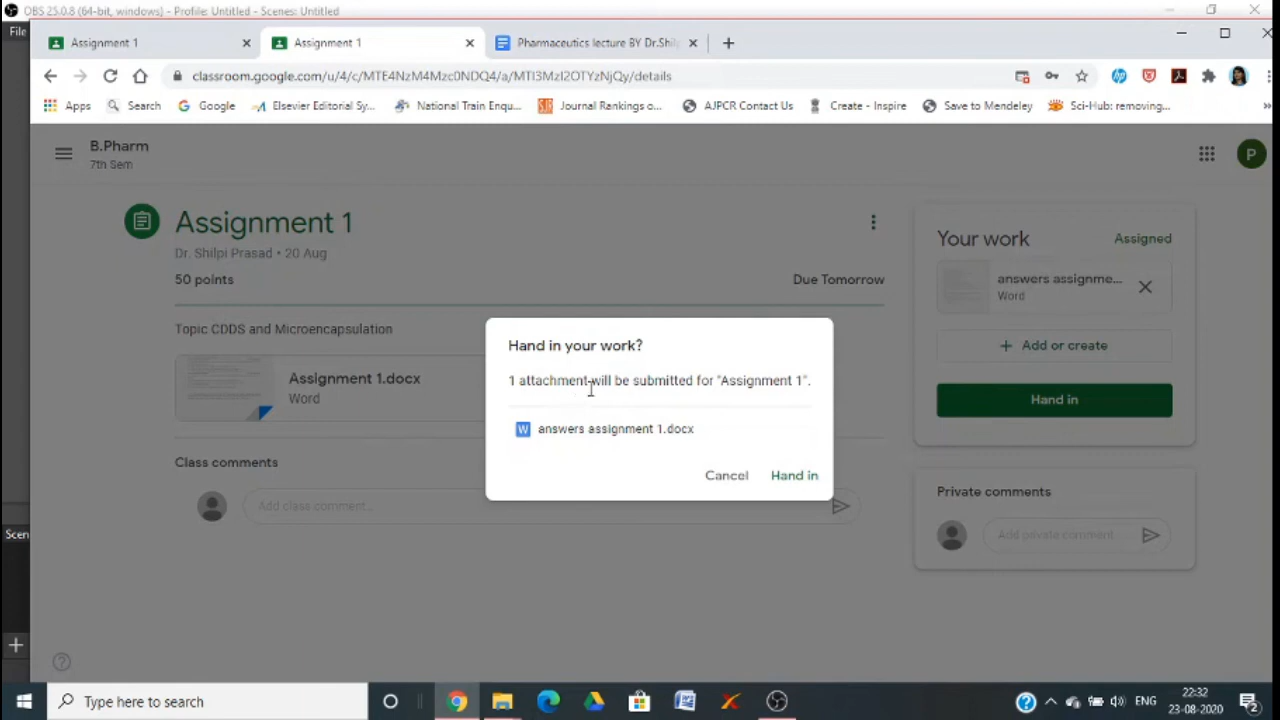 OBS 25.0.8 (64-bit, windows) - Profile: Untitled - Scenes: Untitled
File
Assignment 1
Assignment 1
Pharmaceutics lecture BY Dr.Shilp
classroom.google.com/u/4/c/MTE4NzM4Mzc0NDQ4/a/MTI3MzI2OTYzNjQy/details
Apps
Search
Google
Elsevier Editorial Sy...
National Train Enqu...
Journal Rankings o...
AJPCR Contact Us
Create - Inspire
Save to Mendeley
Sci-Hub: removing...
B.Pharm
7th Sem
P
Assignment 1
Dr. Shilpi Prasad • 20 Aug
50 points
Due Tomorrow
Topic CDDS and Microencapsulation
Assignment 1.docx
Word
Class comments
Add class comment...
Your work
Assigned
answers assignme...
Word
+ Add or create
Hand in
Private comments
Add private comment...
Hand in your work?
1 attachment will be submitted for "Assignment 1".
W answers assignment 1.docx
Cancel
Hand in
Scen
Type here to search
ENG
22:32
23-08-2020
2